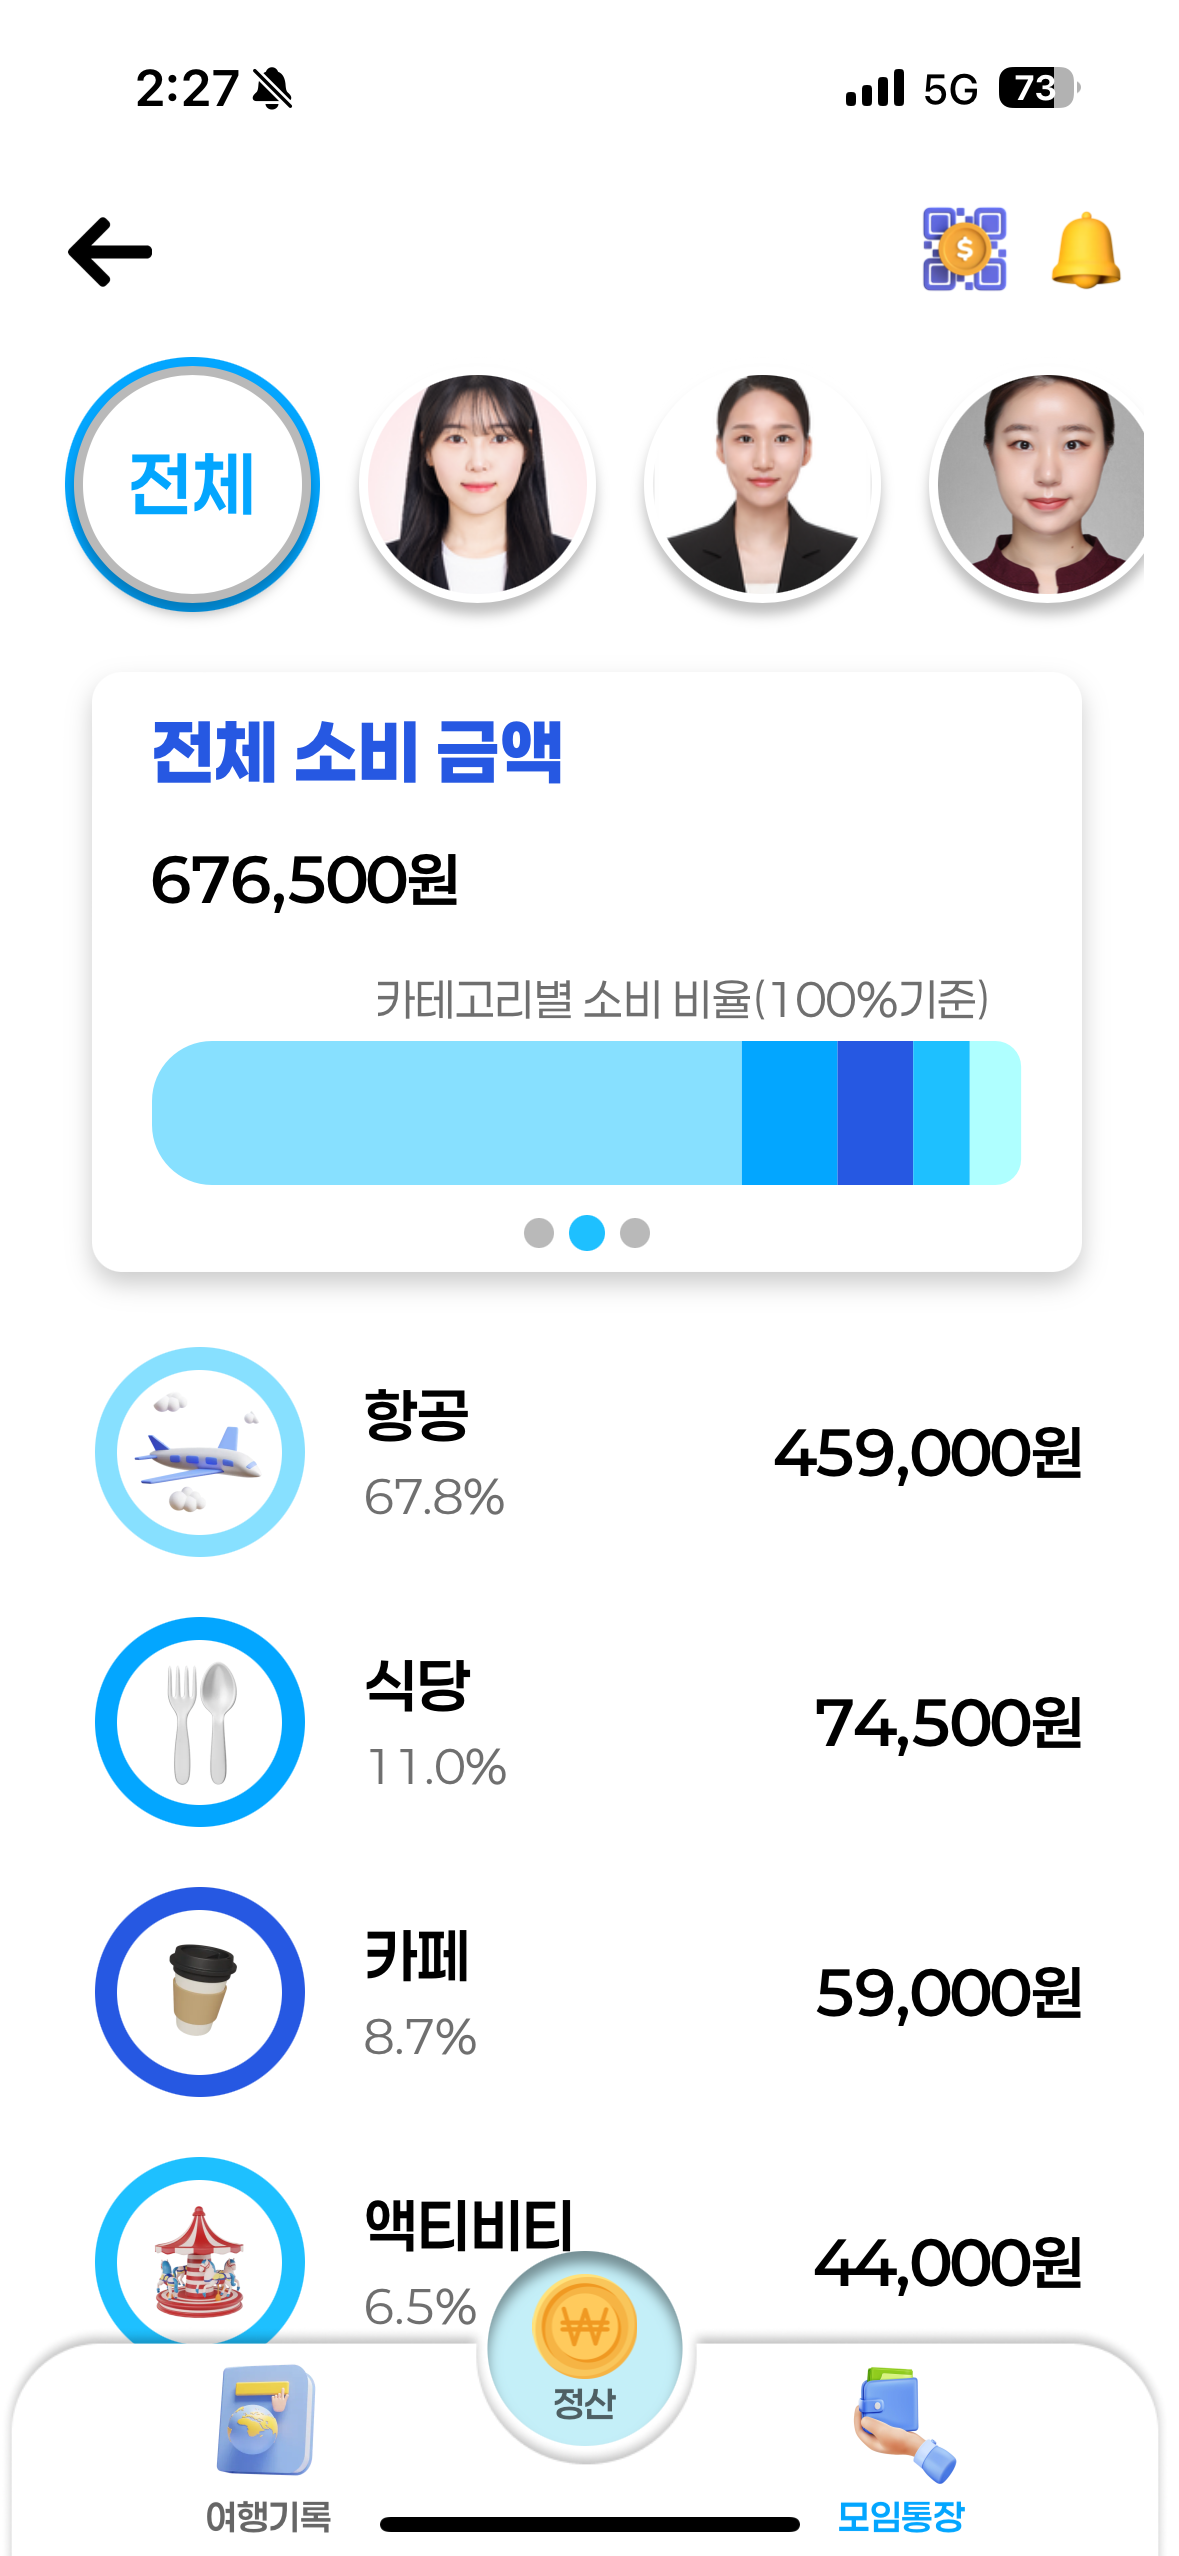 2:27 5G 73
전체
전체 소비 금액
676,500원
카테고리별 소비 비율(100%기준)
항공
67.8%
459,000원
식당
11.0%
74,500원
카페
8.7%
59,000원
액티비티
6.5%
44,000원
정산
여행기록
모임통장